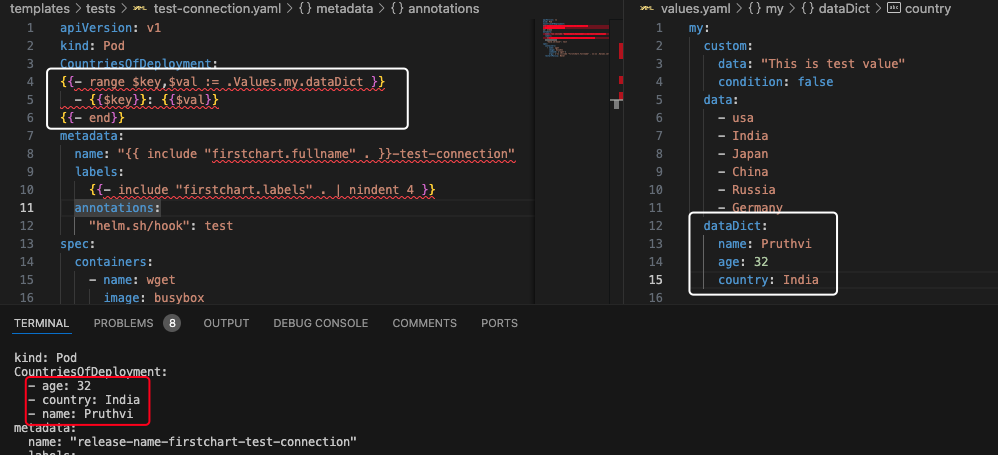 templates > tests > test-connection.yaml > {} metadata > {} annotations
1 apiVersion: v1
2 kind: Pod
3 CountriesOfDeployment:
4 {{- range $key,$val := .Values.my.dataDict }}
5 - {{$key}}: {{$val}}
6 {{- end}}
7 metadata:
8 name: "{{ include "firstchart.fullname" . }}-test-connection"
9 labels:
10 {{- include "firstchart.labels" . | nindent 4 }}
11 annotations:
12 "helm.sh/hook": test
13 spec:
14 containers:
15 - name: wget
16 image: busybox
values.yaml > {} my > {} dataDict > abc country
1 my:
2 custom:
3 data: "This is test value"
4 condition: false
5 data:
6 - usa
7 - India
8 - Japan
9 - China
10 - Russia
11 - Germany
12 dataDict:
13 name: Pruthvi
14 age: 32
15 country: India
16
TERMINAL PROBLEMS 8 OUTPUT DEBUG CONSOLE COMMENTS PORTS
kind: Pod
CountriesOfDeployment:
- age: 32
- country: India
- name: Pruthvi
metadata:
name: "release-name-firstchart-test-connection"
labels: